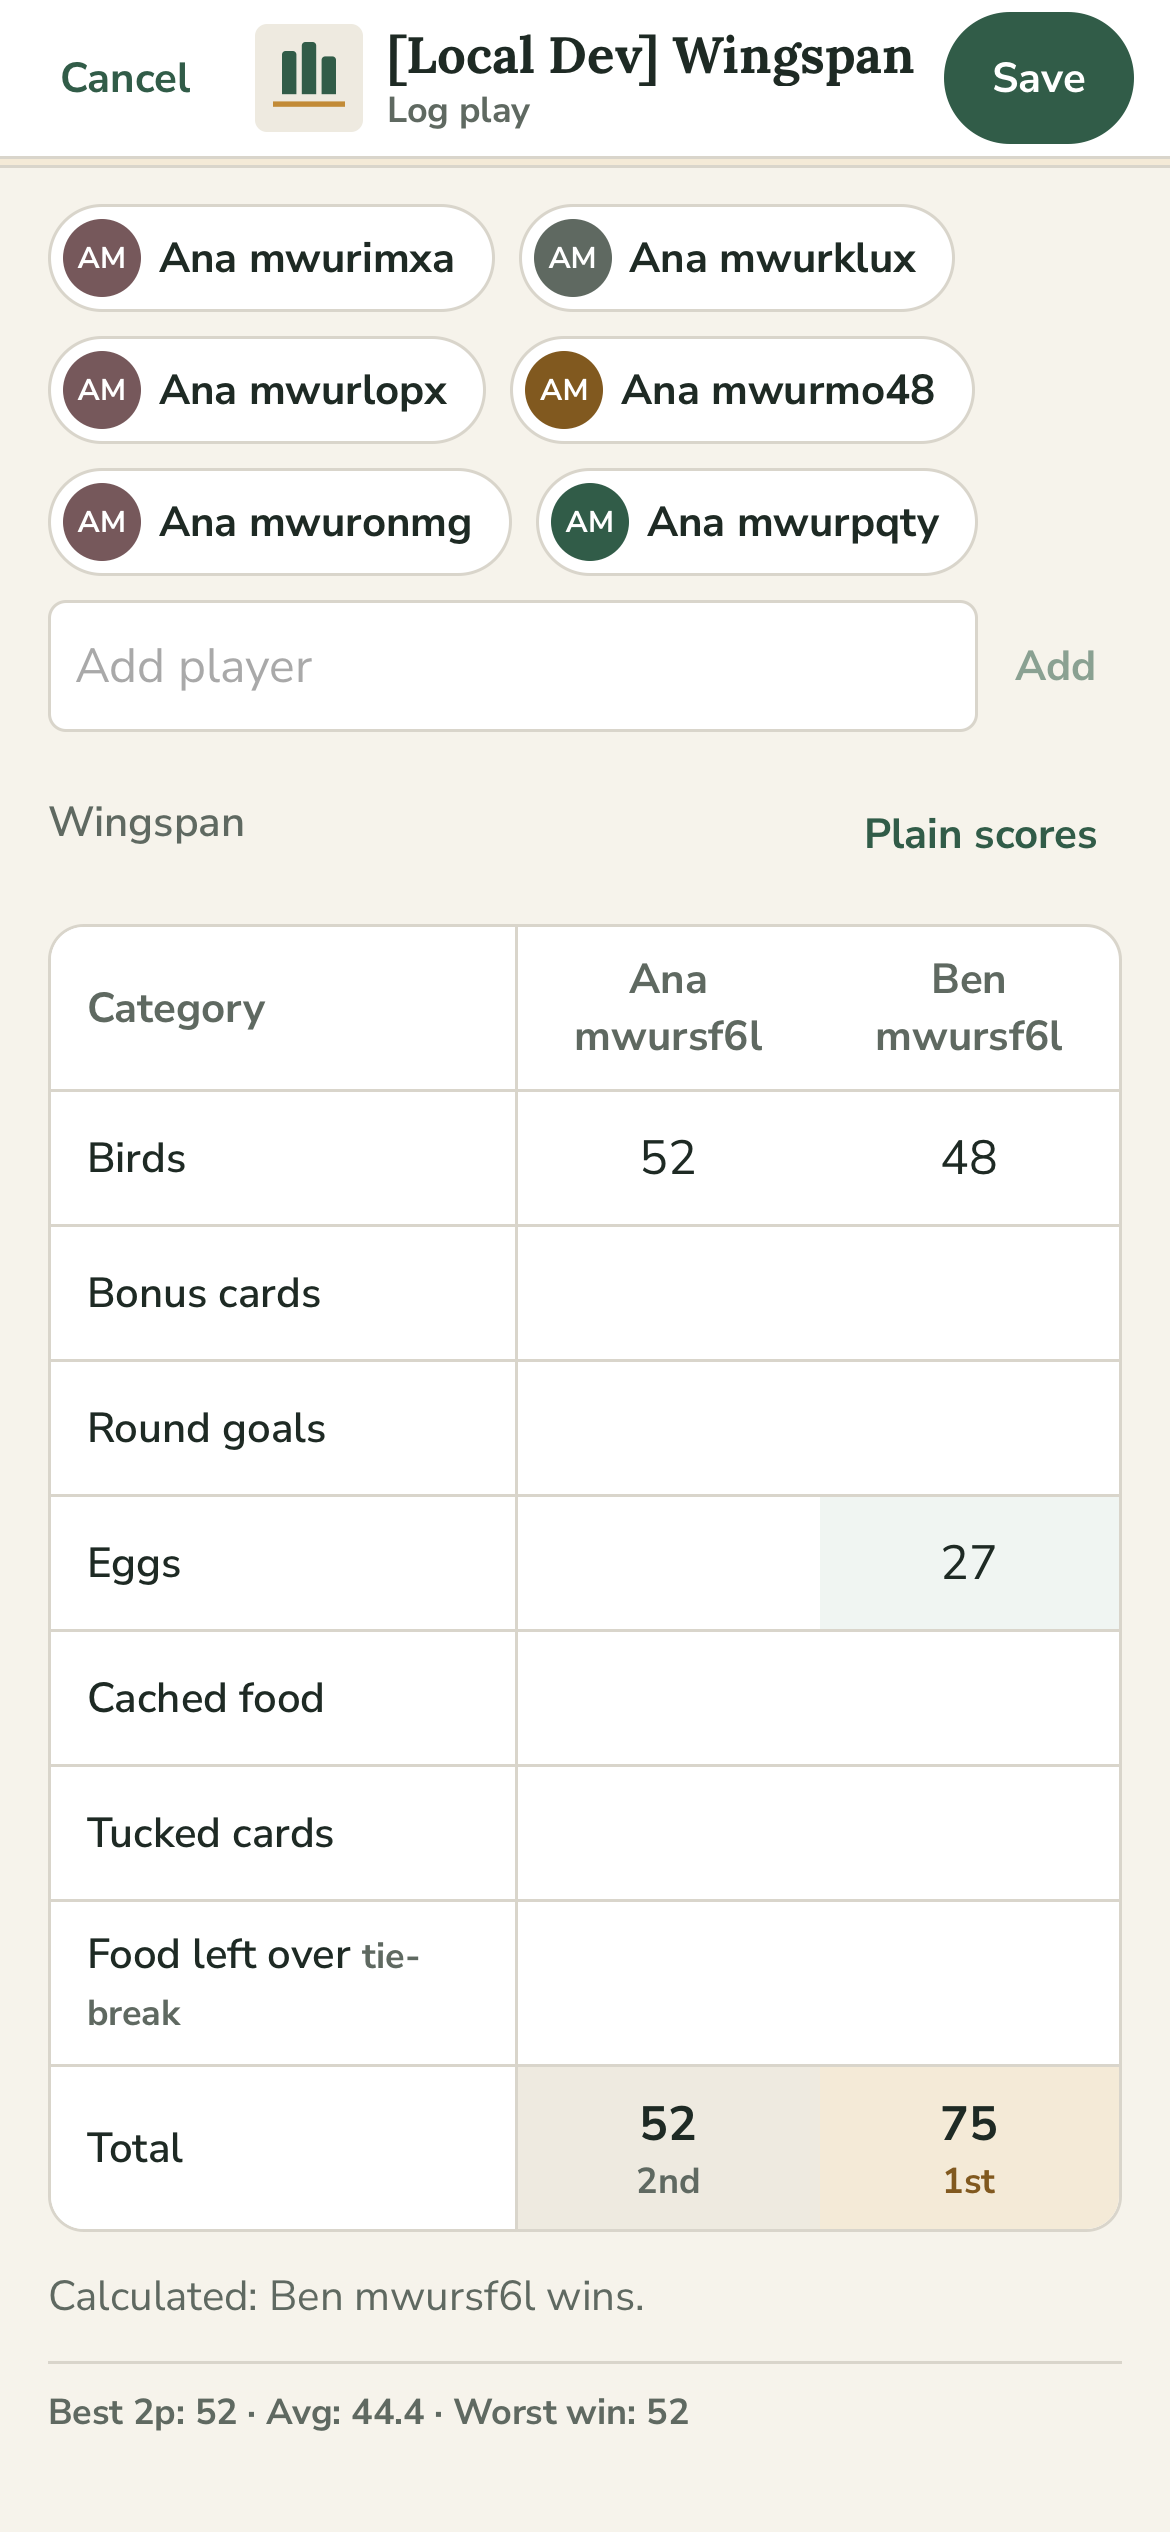 Cancel
[Local Dev] Wingspan
Log play
Save
AM Ana mwurimxa
AM Ana mwurklux
AM Ana mwurlopx
AM Ana mwurmo48
AM Ana mwuronmg
AM Ana mwurpqty
Add player
Add
Wingspan
Plain scores
Category
Ana
mwursf6l
Ben
mwursf6l
Birds 52 48
Bonus cards
Round goals
Eggs 27
Cached food
Tucked cards
Food left over tie-
break
Total
52 75
2nd 1st
Calculated: Ben mwursf6l wins.
Best 2p: 52 · Avg: 44.4 · Worst win: 52